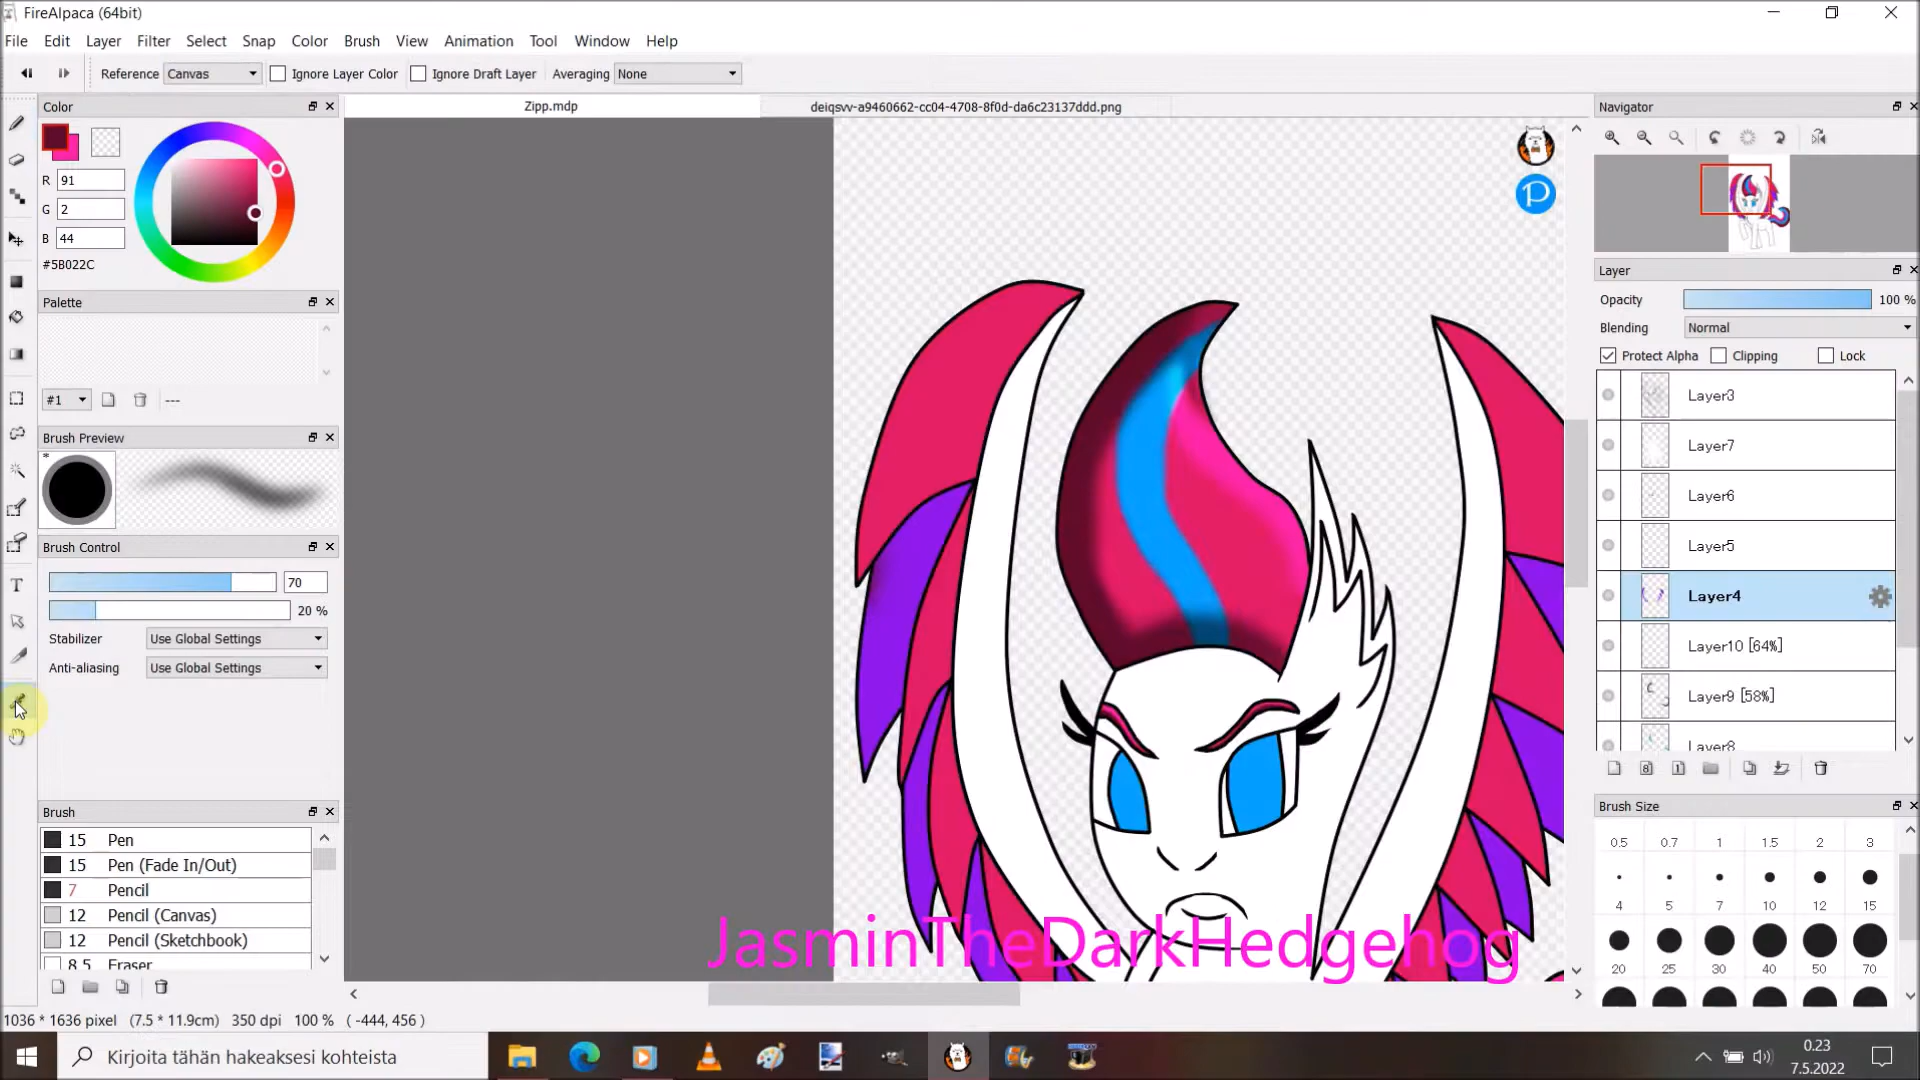 FireAlpaca (64bit)
File Edit Layer Filter Select Snap Color Brush View Animation Tool Window Help
Reference Canvas Ignore Layer Color Ignore Draft Layer Averaging None
Color
Zipp.mdp
deiqsvv-a9460662-cc04-4708-8f0d-da6c23137ddd.png
Navigator
R 91
G 2
B 44
#5B022C
Palette
#1 ---
Brush Preview
*
Brush Control
70
20 %
Stabilizer Use Global Settings
Anti-aliasing Use Global Settings
Brush
15 Pen
15 Pen (Fade In/Out)
7 Pencil
12 Pencil (Canvas)
12 Pencil (Sketchbook)
8.5 Eraser
P
Layer
Opacity 100 %
Blending Normal
Protect Alpha Clipping Lock
Layer3
Layer7
Layer6
Layer5
Layer4
Layer10 [64%]
Layer9 [58%]
Layer8
8 1
Brush Size
0.5 0.7 1 1.5 2 3
4 5 7 10 12 15
20 25 30 40 50 70
JasminTheDarkHedgehog
1036 * 1636 pixel (7.5 * 11.9cm) 350 dpi 100 % ( -444, 456 )
Kirjoita tähän hakeaksesi kohteista
0.23
7.5.2022